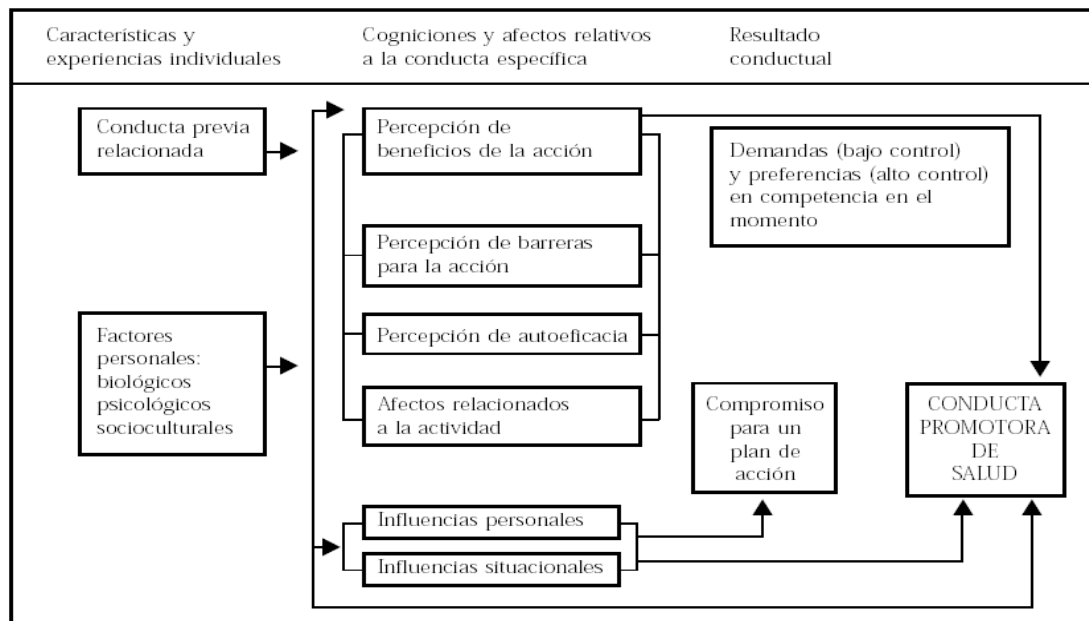 Características y
experiencias individuales
Cogniciones y afectos relativos
a la conducta específica
Resultado
conductual
Conducta previa
relacionada
Factores
personales:
biológicos
psicológicos
socioculturales
Percepción de
beneficios de la acción
Percepción de barreras
para la acción
Percepción de autoeficacia
Afectos relacionados
a la actividad
Influencias personales
Influencias situacionales
Demandas (bajo control)
y preferencias (alto control)
en competencia en el
momento
Compromiso
para un
plan de
acción
CONDUCTA
PROMOTORA
DE
SALUD